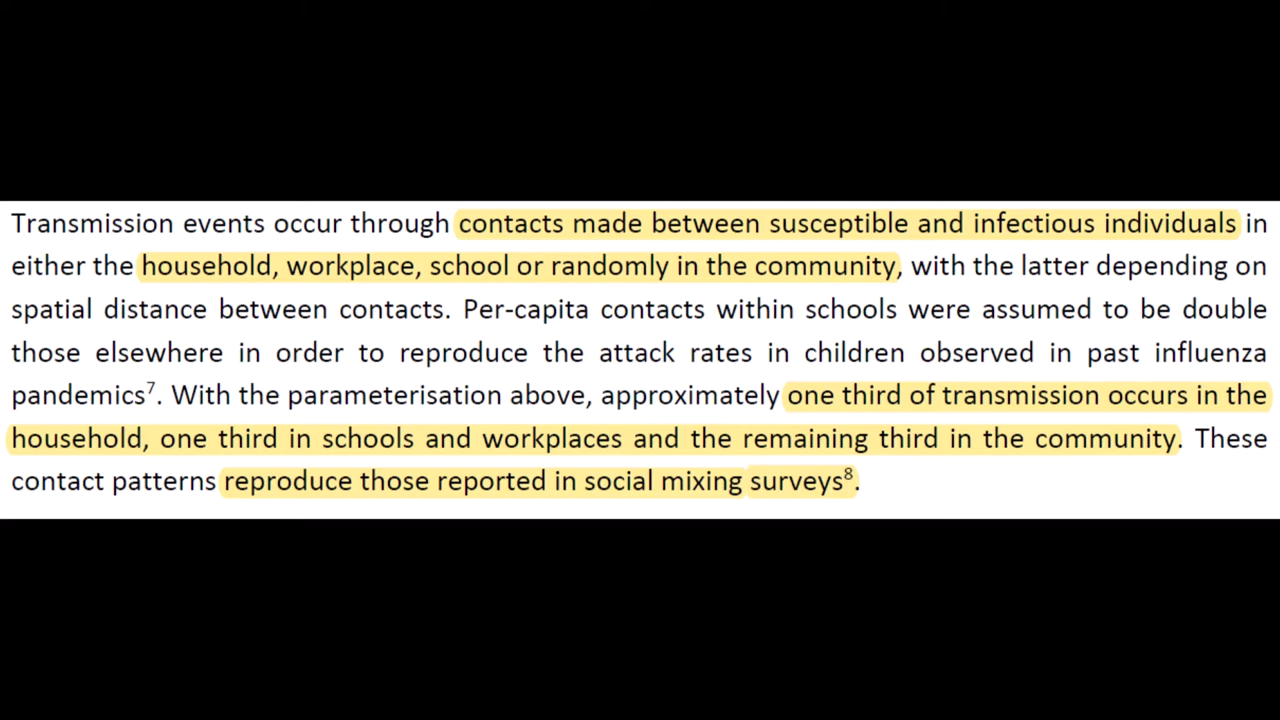 Transmission events occur through contacts made between susceptible and infectious individuals in
either the household, workplace, school or randomly in the community, with the latter depending on
spatial distance between contacts. Per-capita contacts within schools were assumed to be double
those elsewhere in order to reproduce the attack rates in children observed in past influenza
pandemics⁷. With the parameterisation above, approximately one third of transmission occurs in the
household, one third in schools and workplaces and the remaining third in the community. These
contact patterns reproduce those reported in social mixing surveys⁸.